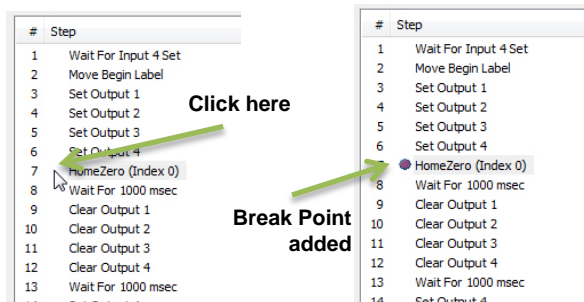 # Step
1 Wait For Input 4 Set
2 Move Begin Label
3 Set Output 1
4 Set Output 2
5 Set Output 3
6 Set Output 4
7 HomeZero (Index 0)
8 Wait For 1000 msec
9 Clear Output 1
10 Clear Output 2
11 Clear Output 3
12 Clear Output 4
13 Wait For 1000 msec
Click here
Break Point
added
# Step
1 Wait For Input 4 Set
2 Move Begin Label
3 Set Output 1
4 Set Output 2
5 Set Output 3
6 Set Output 4
HomeZero (Index 0)
8 Wait For 1000 msec
9 Clear Output 1
10 Clear Output 2
11 Clear Output 3
12 Clear Output 4
13 Wait For 1000 msec
14 Set Output 4